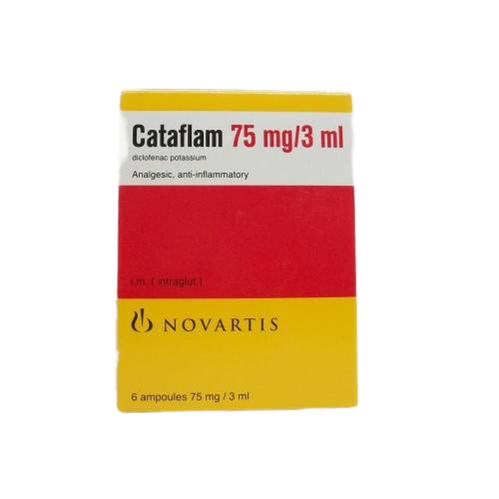 Cataflam 75 mg/3 ml
diclofenac potassium
Analgesic, anti-inflammatory
i.m. ( intraglut.)
NOVARTIS
6 ampoules 75 mg / 3 ml